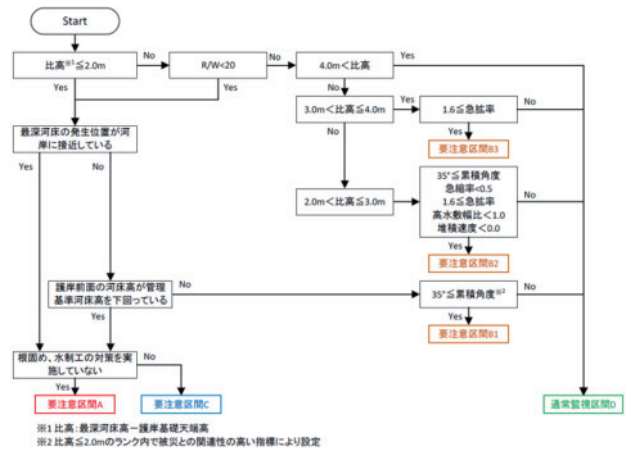 Start
比高※1≦2.0m
No
R/W<20
No
4.0m<比高
Yes
Yes
Yes
No
最深河床の発生位置が河
岸に接近している
3.0m<比高≦4.0m
Yes
1.6≦急拡率
No
Yes
要注意区間B3
Yes
No
No
2.0m<比高≦3.0m
35°≦累積角度
急縮率<0.5
1.6≦急拡率
高水敷幅比<1.0
堆積速度<0.0
No
Yes
要注意区間B2
護岸前面の河床高が管理
基準河床高を下回っている
No
35°≦累積角度※2
No
Yes
Yes
要注意区間B1
根固め、水制工の対策を実
施していない
No
Yes
要注意区間A
要注意区間C
通常監視区間D
※1 比高：最深河床高－護岸基礎天端高
※2 比高≦2.0mのランク内で被災との関連性の高い指標により設定